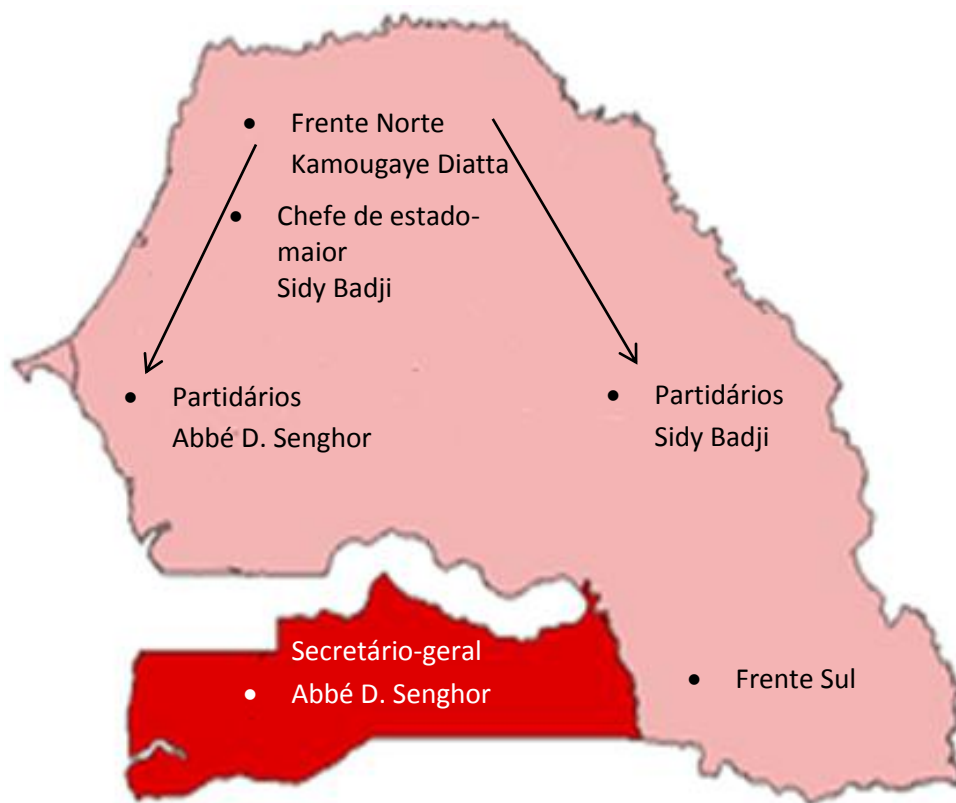 • Frente Norte
Kamougaye Diatta
• Chefe de estado-
maior
Sidy Badji
• Partidários
Abbé D. Senghor
• Partidários
Sidy Badji
Secretário-geral
• Abbé D. Senghor
• Frente Sul